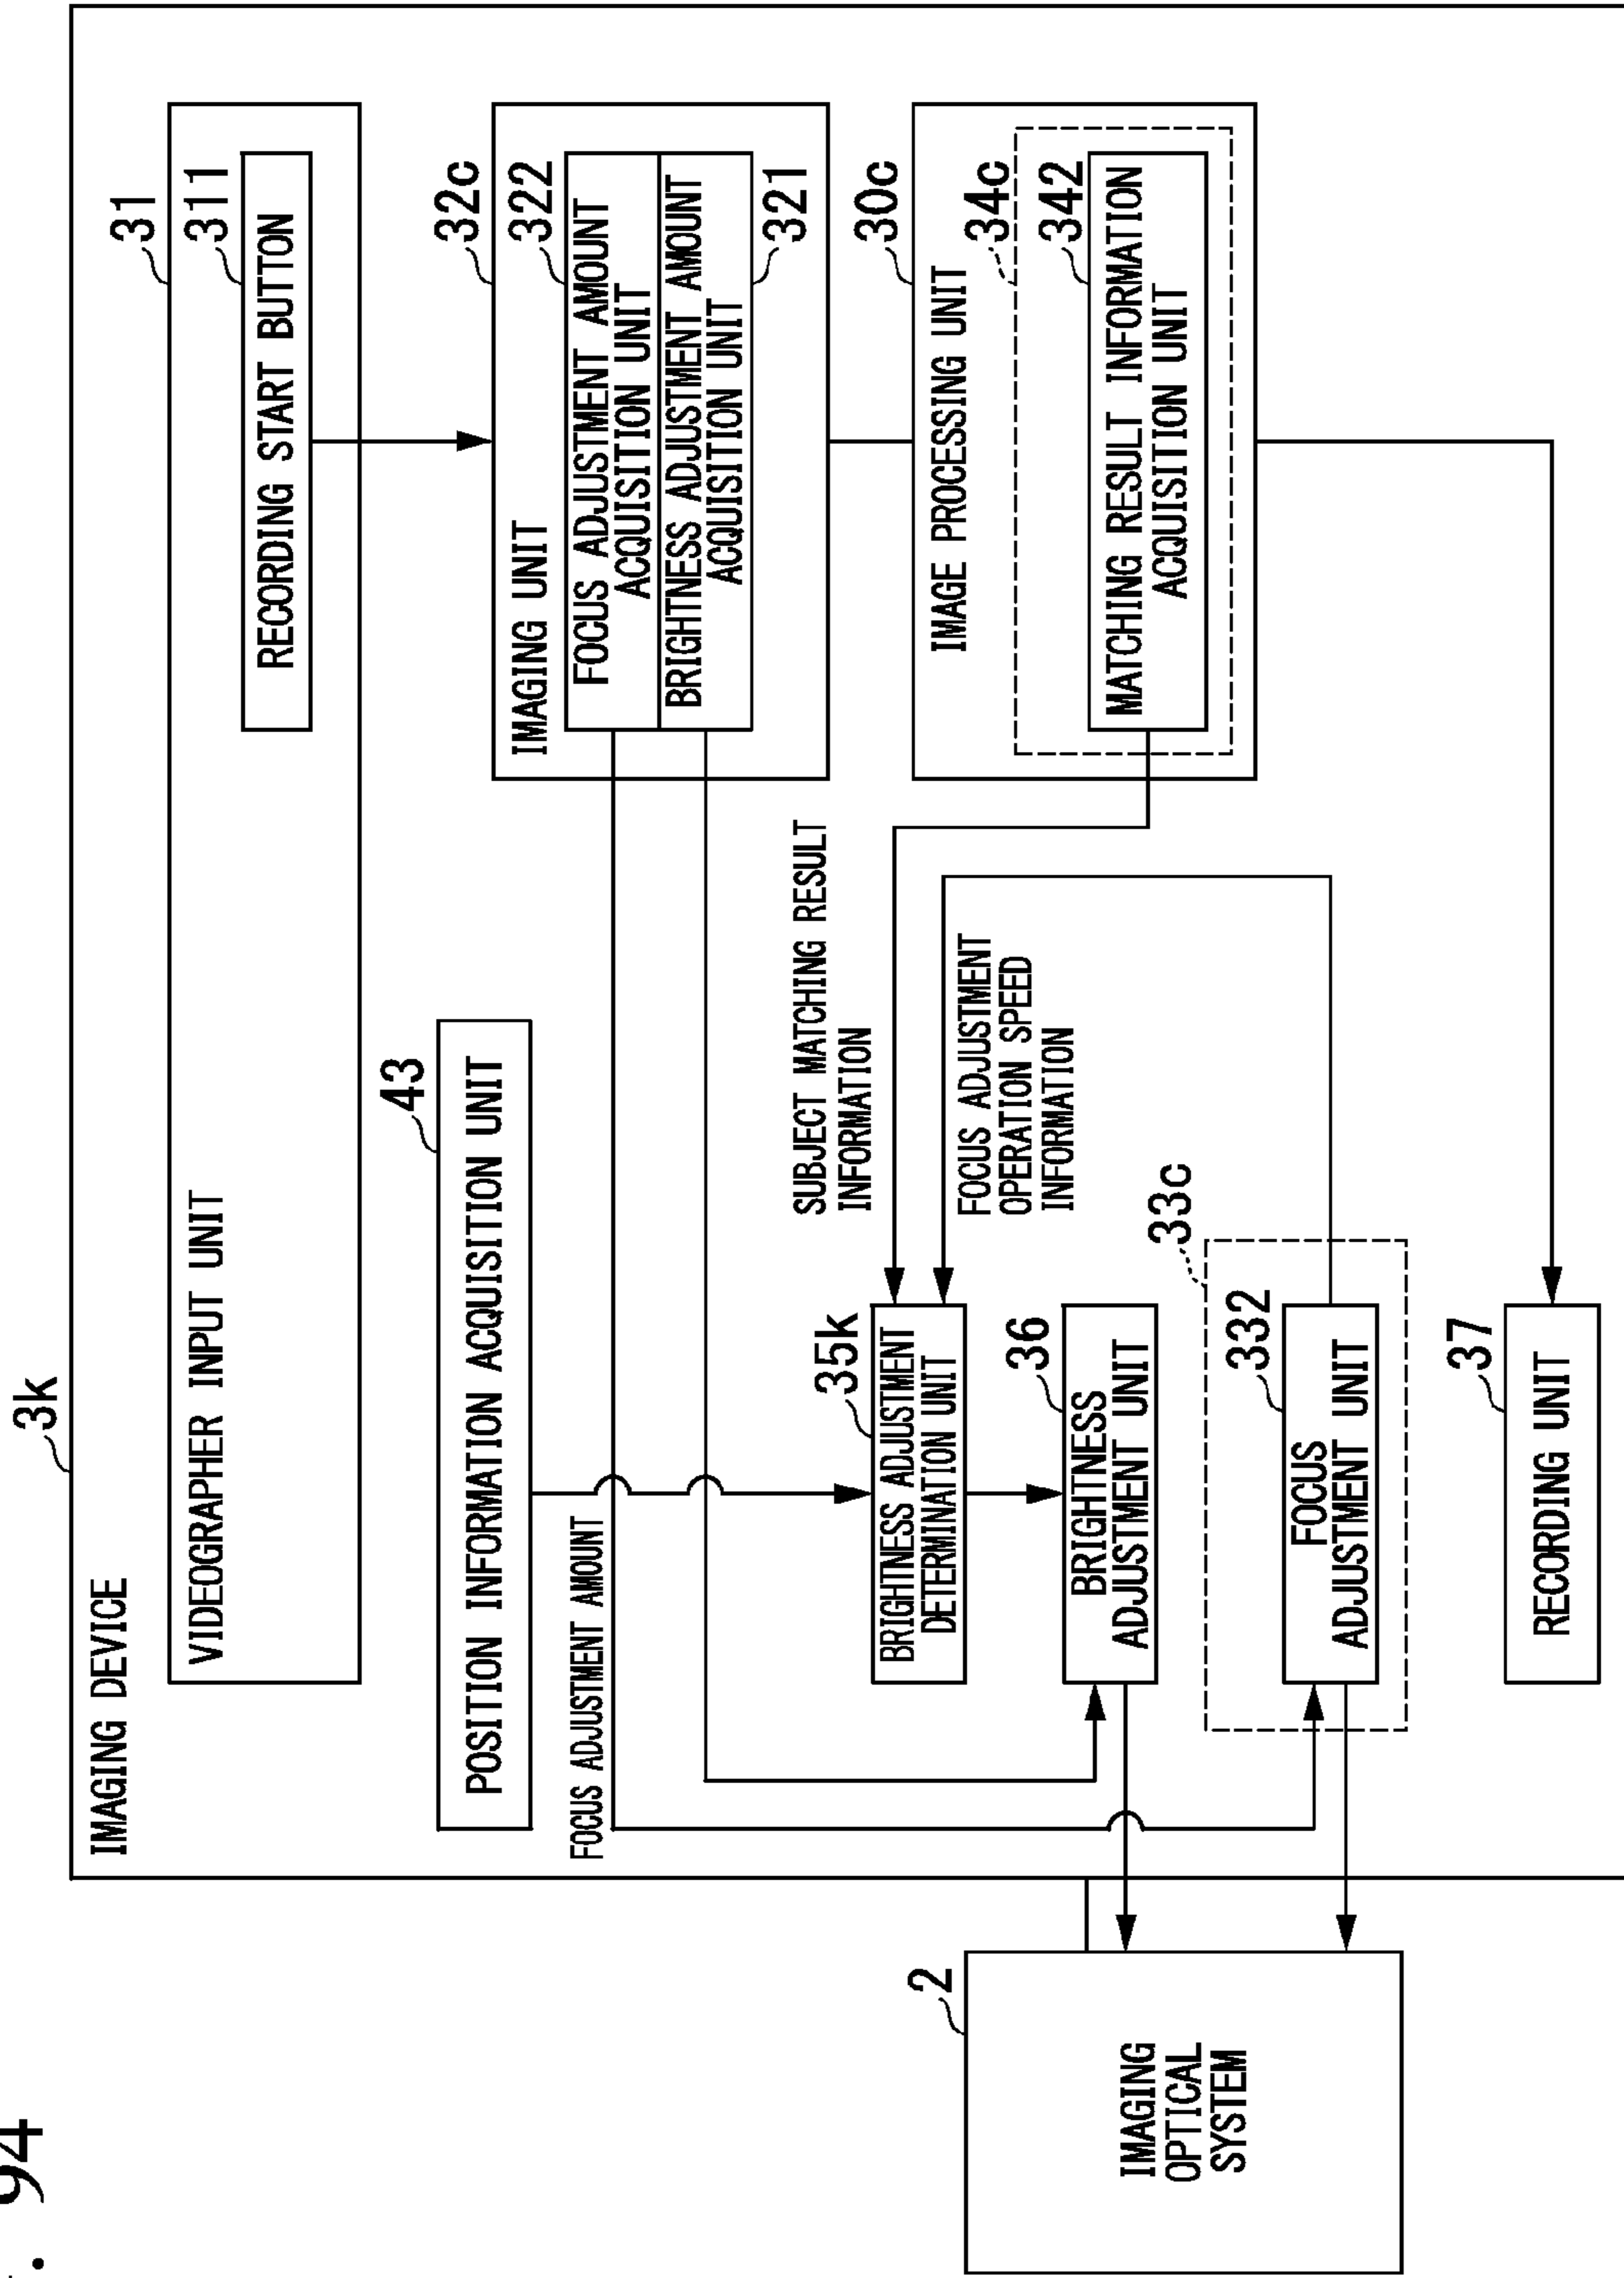 . 94
3k
IMAGING DEVICE
31
VIDEOGRAPHER INPUT UNIT
311
RECORDING START BUTTON
43
POSITION INFORMATION ACQUISITION UNIT
32c
IMAGING UNIT
322
FOCUS ADJUSTMENT AMOUNT
ACQUISITION UNIT
BRIGHTNESS ADJUSTMENT AMOUNT
ACQUISITION UNIT
321
FOCUS ADJUSTMENT AMOUNT
SUBJECT MATCHING RESULT
INFORMATION
35k
BRIGHTNESS ADJUSTMENT
DETERMINATION UNIT
30c
IMAGE PROCESSING UNIT
34c
342
MATCHING RESULT INFORMATION
ACQUISITION UNIT
FOCUS ADJUSTMENT
OPERATION SPEED
INFORMATION
2
IMAGING
OPTICAL
SYSTEM
36
BRIGHTNESS
ADJUSTMENT UNIT
33c
332
FOCUS
ADJUSTMENT UNIT
37
RECORDING UNIT